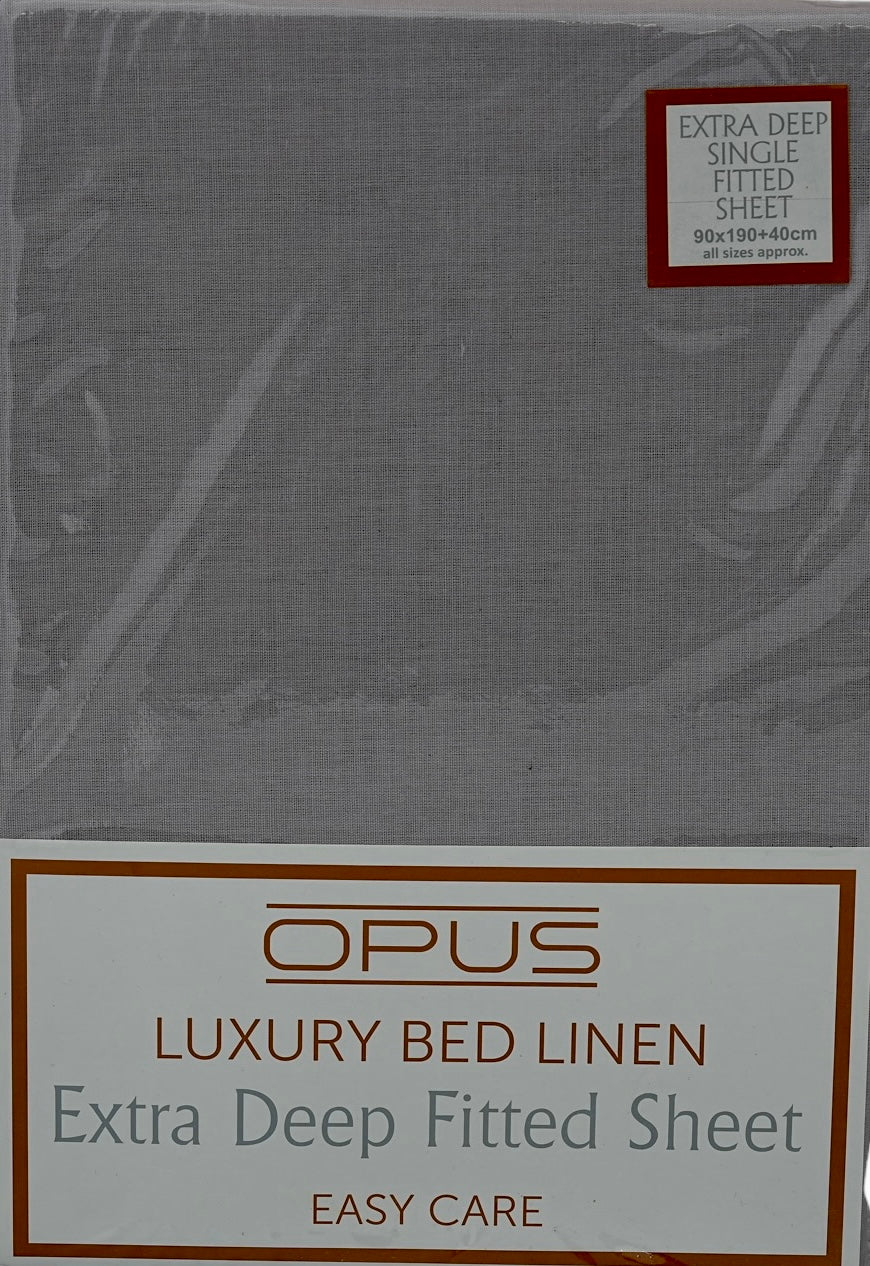 EXTRA DEEP
SINGLE
FITTED
SHEET
90x190+40cm
all sizes approx.
OPUS
LUXURY BED LINEN
Extra Deep Fitted Sheet
EASY CARE